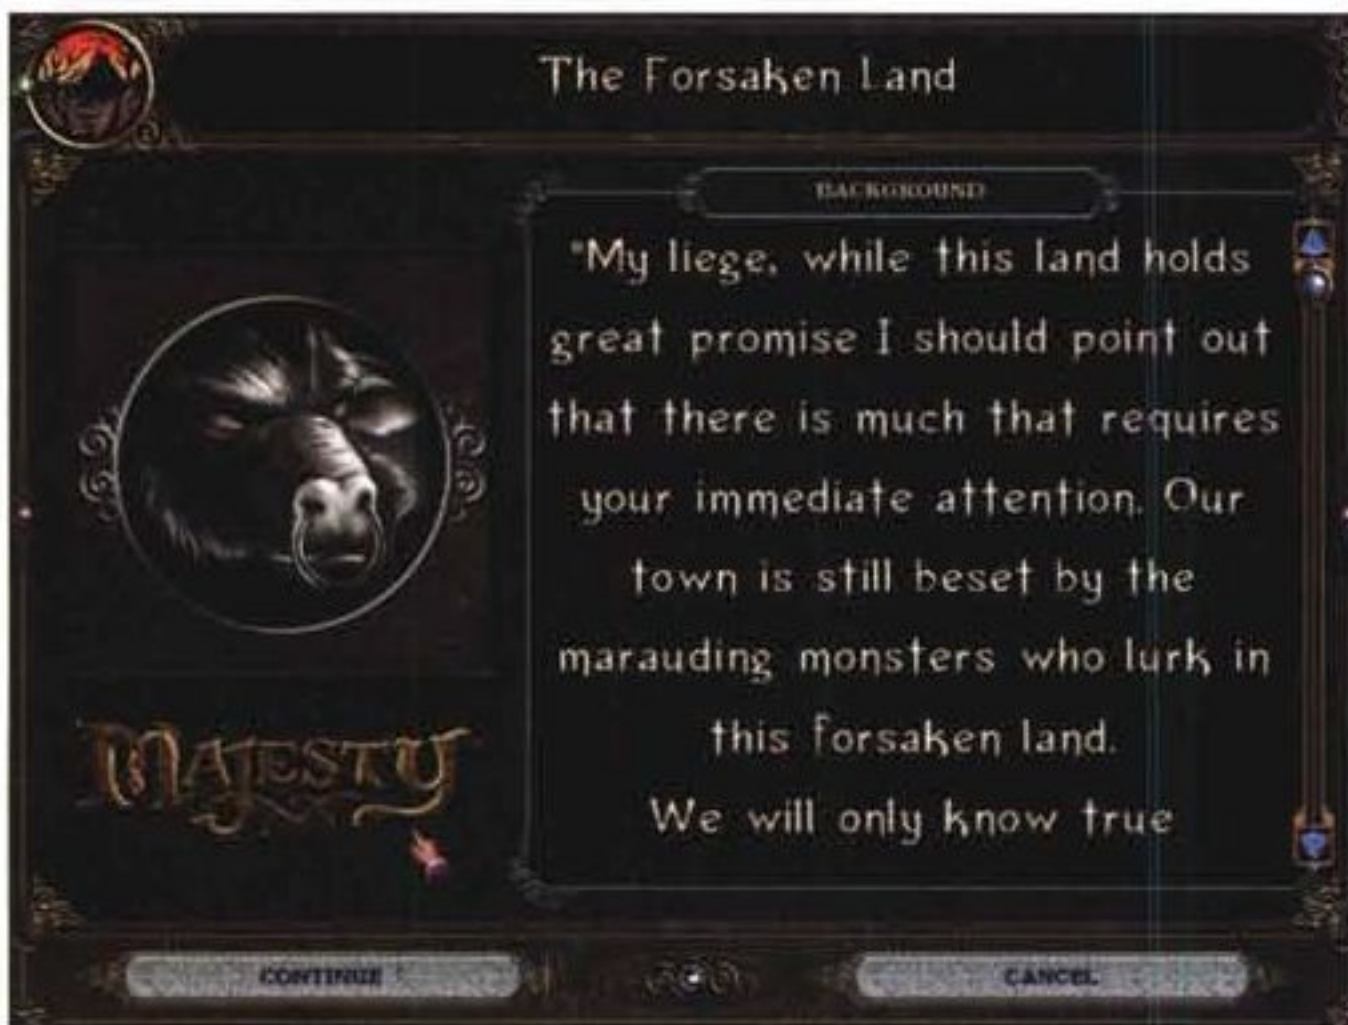 The Forsaken Land
BACKGROUND
"My liege, while this land holds
great promise I should point out
that there is much that requires
your immediate attention. Our
town is still beset by the
marauding monsters who lurk in
this forsaken land.
We will only know true
MAJESTY
CONTINUE
CANCEL